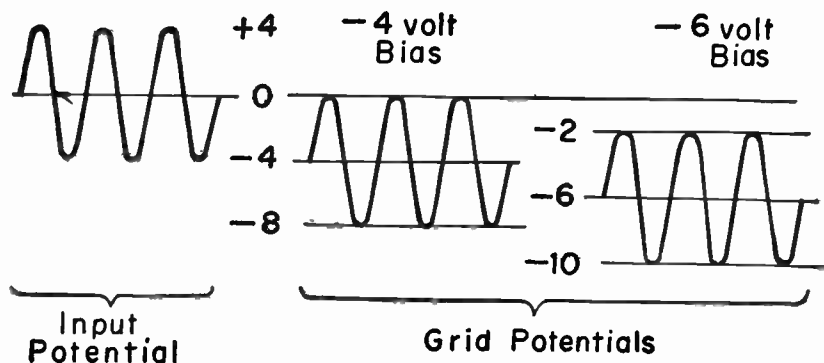 +4
0
−4
−8
−4 volt
Bias
−6 volt
Bias
−2
−6
−10
Input
Potential
Grid Potentials